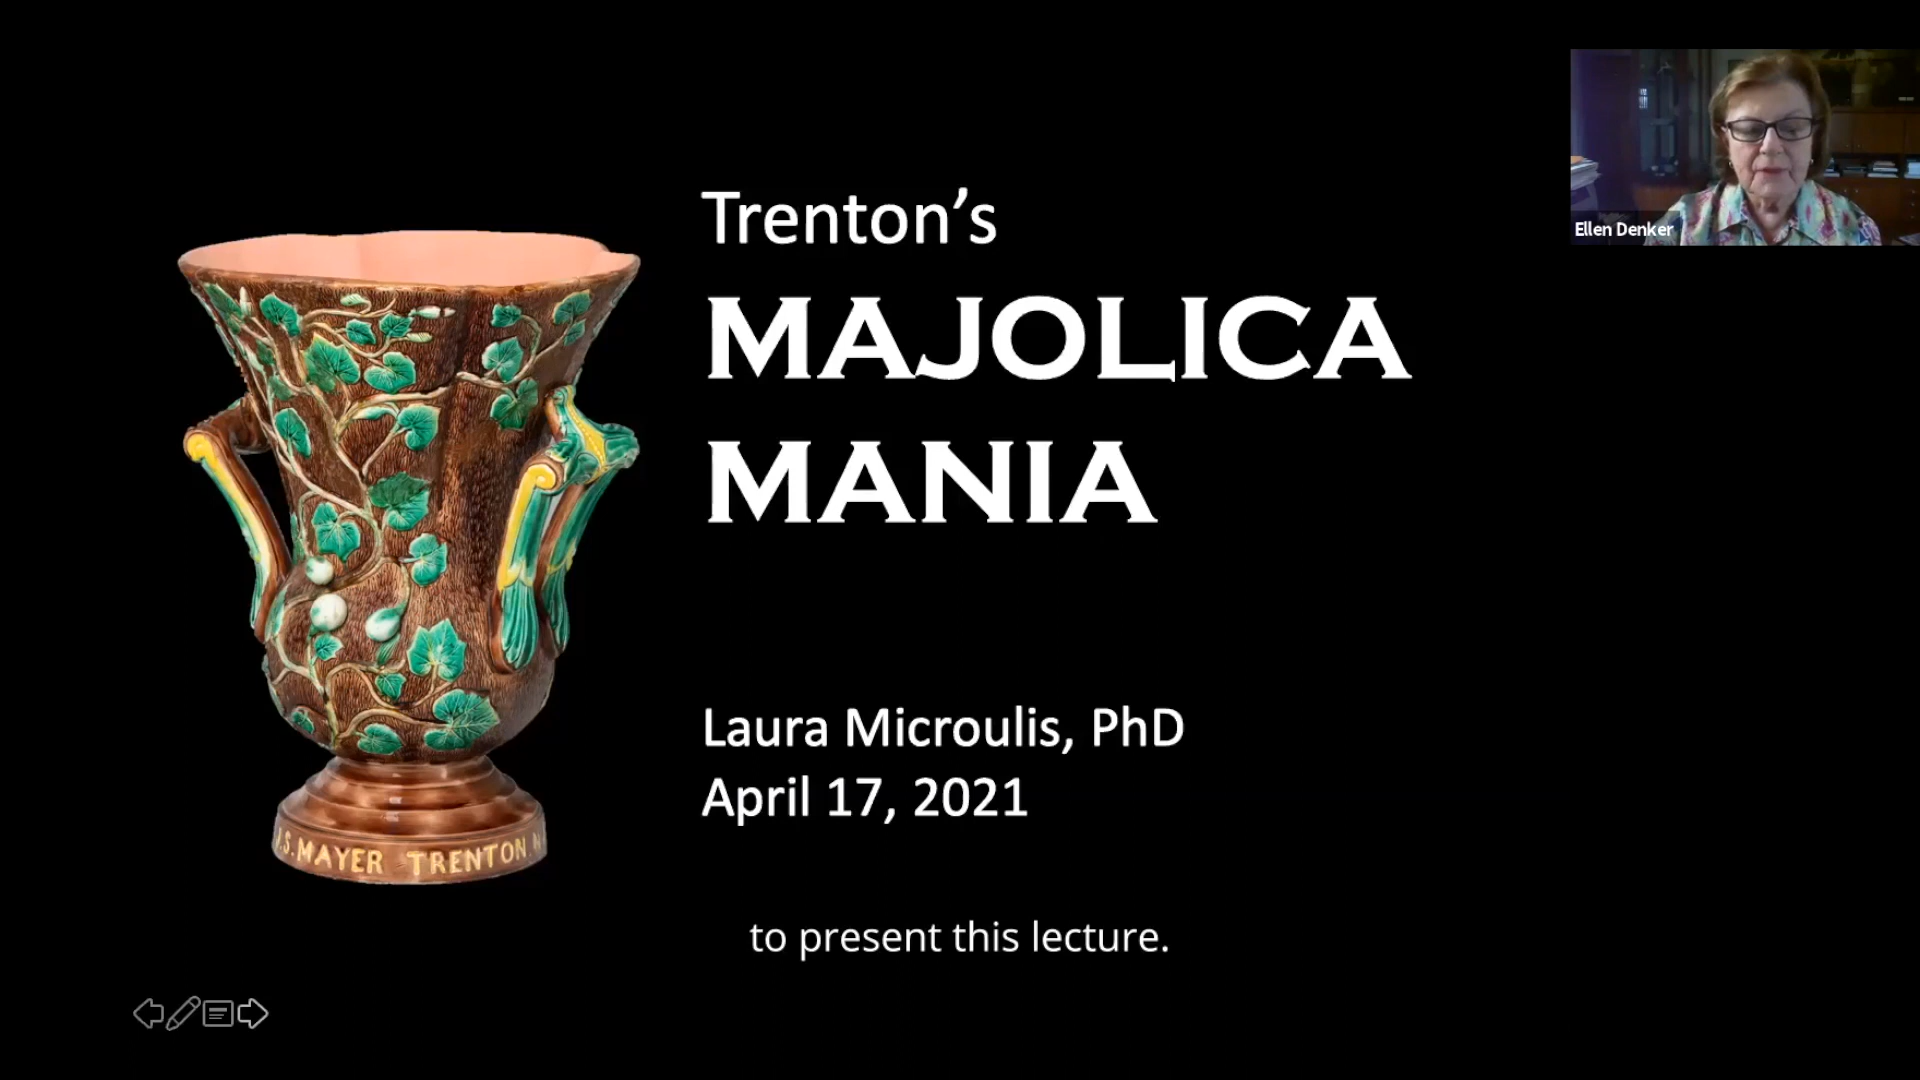 Ellen Denker
Trenton’s
MAJOLICA
MANIA
Laura Microulis, PhD
April 17, 2021
.S. MAYER TRENTON. N
to present this lecture.